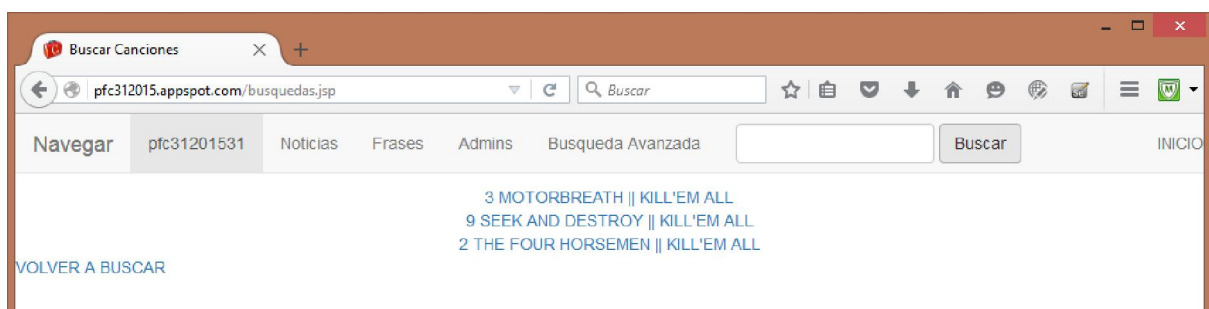 Buscar Canciones
pfc312015.appspot.com/busquedas.jsp Buscar
Navegar pfc31201531 Noticias Frases Admins Busqueda Avanzada Buscar INICIO
3 MOTORBREATH || KILL'EM ALL
9 SEEK AND DESTROY || KILL'EM ALL
2 THE FOUR HORSEMEN || KILL'EM ALL
VOLVER A BUSCAR